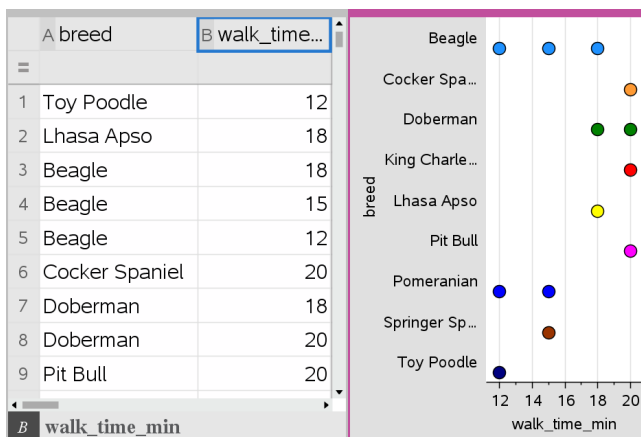 A breed B walk_time...
=
1 Toy Poodle 12
2 Lhasa Apso 18
3 Beagle 18
4 Beagle 15
5 Beagle 12
6 Cocker Spaniel 20
7 Doberman 18
8 Doberman 20
9 Pit Bull 20
B walk_time_min
breed
Beagle
Cocker Spa...
Doberman
King Charle...
Lhasa Apso
Pit Bull
Pomeranian
Springer Sp...
Toy Poodle
12 14 16 18 20
walk_time_min